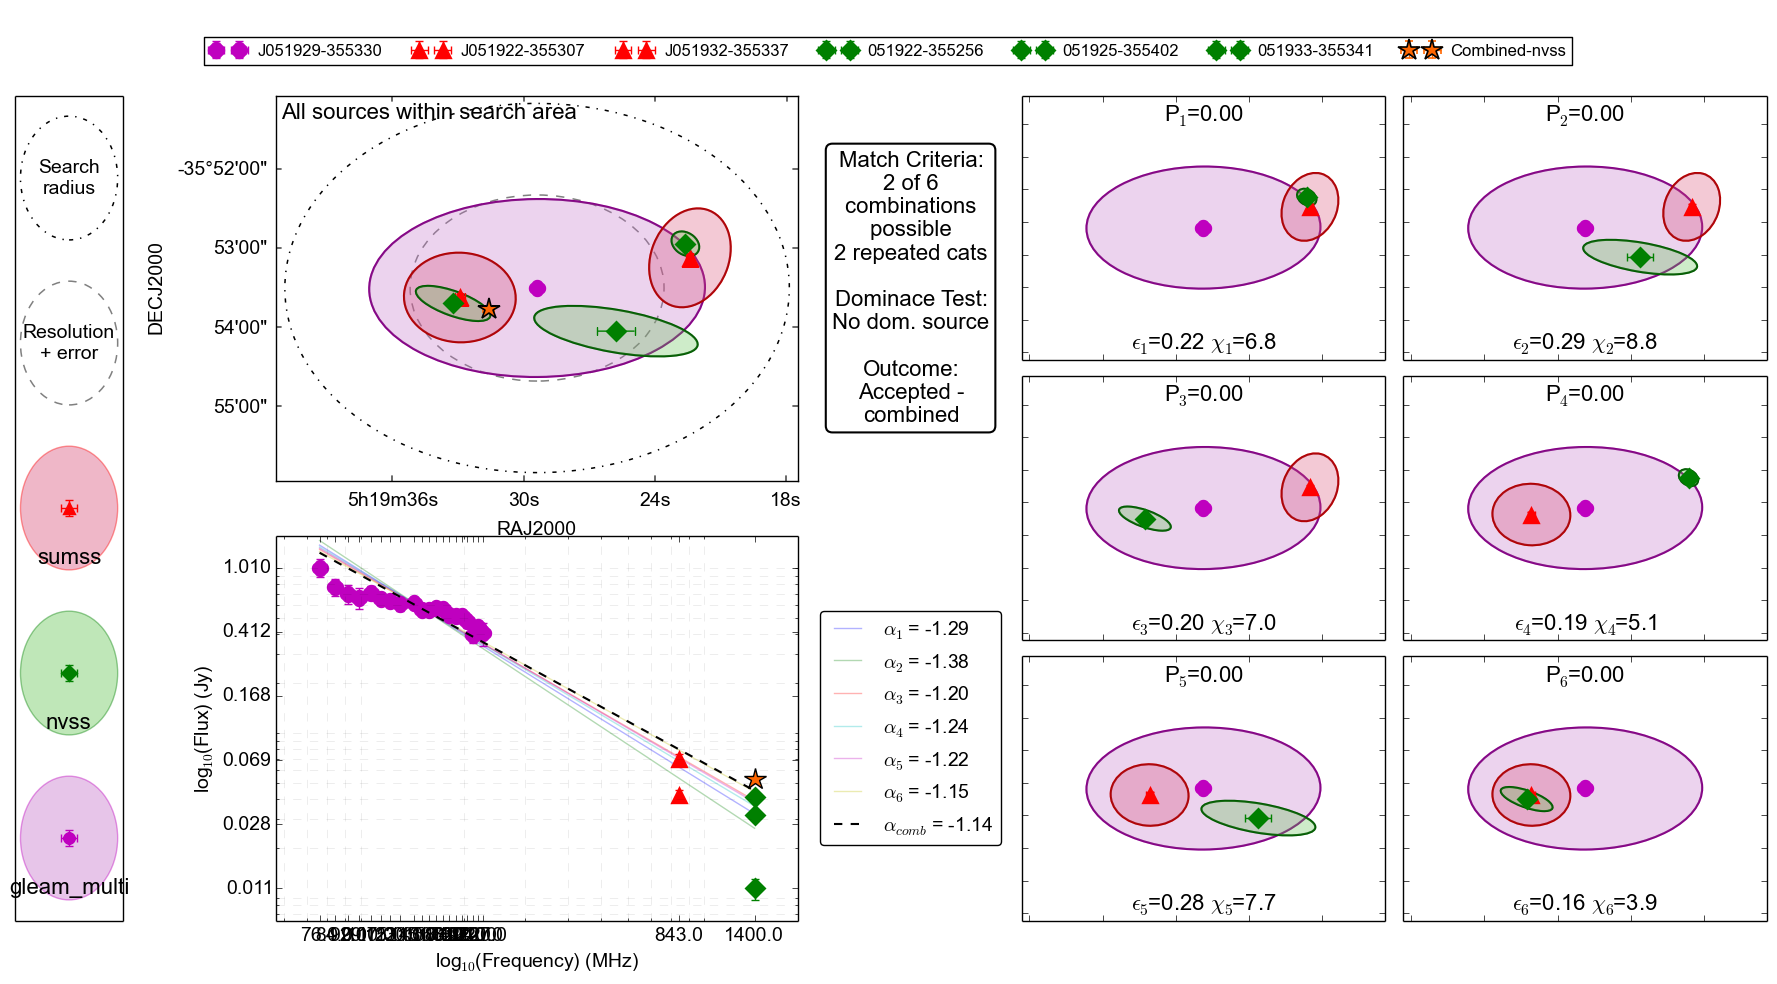 J051929-355330 J051922-355307 J051932-355337 051922-355256 051925-355402 051933-355341 Combined-nvss
Search
radius
Resolution
+ error
sumss
nvss
gleam_multi
All sources within search area
-35°52'00"
53'00"
54'00"
55'00"
DECJ2000
5h19m36s 30s 24s 18s
RAJ2000
Match Criteria:
2 of 6
combinations
possible
2 repeated cats
Dominace Test:
No dom. source
Outcome:
Accepted -
combined
1.010
0.412
0.168
0.069
0.028
0.011
log₁₀(Flux) (Jy)
843.0 1400.0
log₁₀(Frequency) (MHz)
α₁ = -1.29
α₂ = -1.38
α₃ = -1.20
α₄ = -1.24
α₅ = -1.22
α₆ = -1.15
α_comb = -1.14
P₁=0.00
ϵ₁=0.22 χ₁=6.8
P₂=0.00
ϵ₂=0.29 χ₂=8.8
P₃=0.00
ϵ₃=0.20 χ₃=7.0
P₄=0.00
ϵ₄=0.19 χ₄=5.1
P₅=0.00
ϵ₅=0.28 χ₅=7.7
P₆=0.00
ϵ₆=0.16 χ₆=3.9